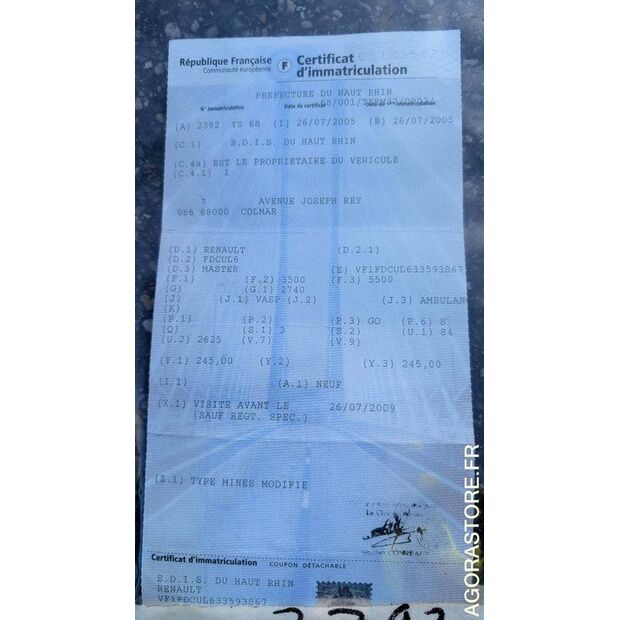 République Française
Communauté européenne
F
Certificat
d'immatriculation
PREFECTURE DU HAUT RHIN
N° Immatriculation Date du certificat
(A) 2392 YS 68 (I) 26/07/2005 (B) 26/07/2005
(C.1) S.D.I.S. DU HAUT RHIN
(C.4a) EST LE PROPRIETAIRE DU VEHICULE
(C.4.1) 1
7 AVENUE JOSEPH REY
066 68000 COLMAR
(D.1) RENAULT (D.2.1)
(D.2) FDCUL6
(D.3) MASTER (E) VF1FDCUL633593867
(F.1) (F.2) 3500 (F.3) 5500
(G) (G.1) 2740
(J) (J.1) VASP (J.2) (J.3) AMBULAN
(K)
(P.1) (P.2) (P.3) GO (P.6) 8
(Q) (S.1) 3 (S.2) (U.1) 84
(U.2) 2625 (V.7) (V.9)
(Y.1) 245,00 (Y.2) (Y.3) 245,00
(I.1) (A.1) NEUF
(X.1) VISITE AVANT LE 26/07/2009
(SAUF REGT. SPEC.)
(Z.1) TYPE MINES MODIFIE
Certificat d'immatriculation COUPON DÉTACHABLE
S.D.I.S. DU HAUT RHIN
RENAULT
VF1FDCUL633593867
AGORASTORE.FR